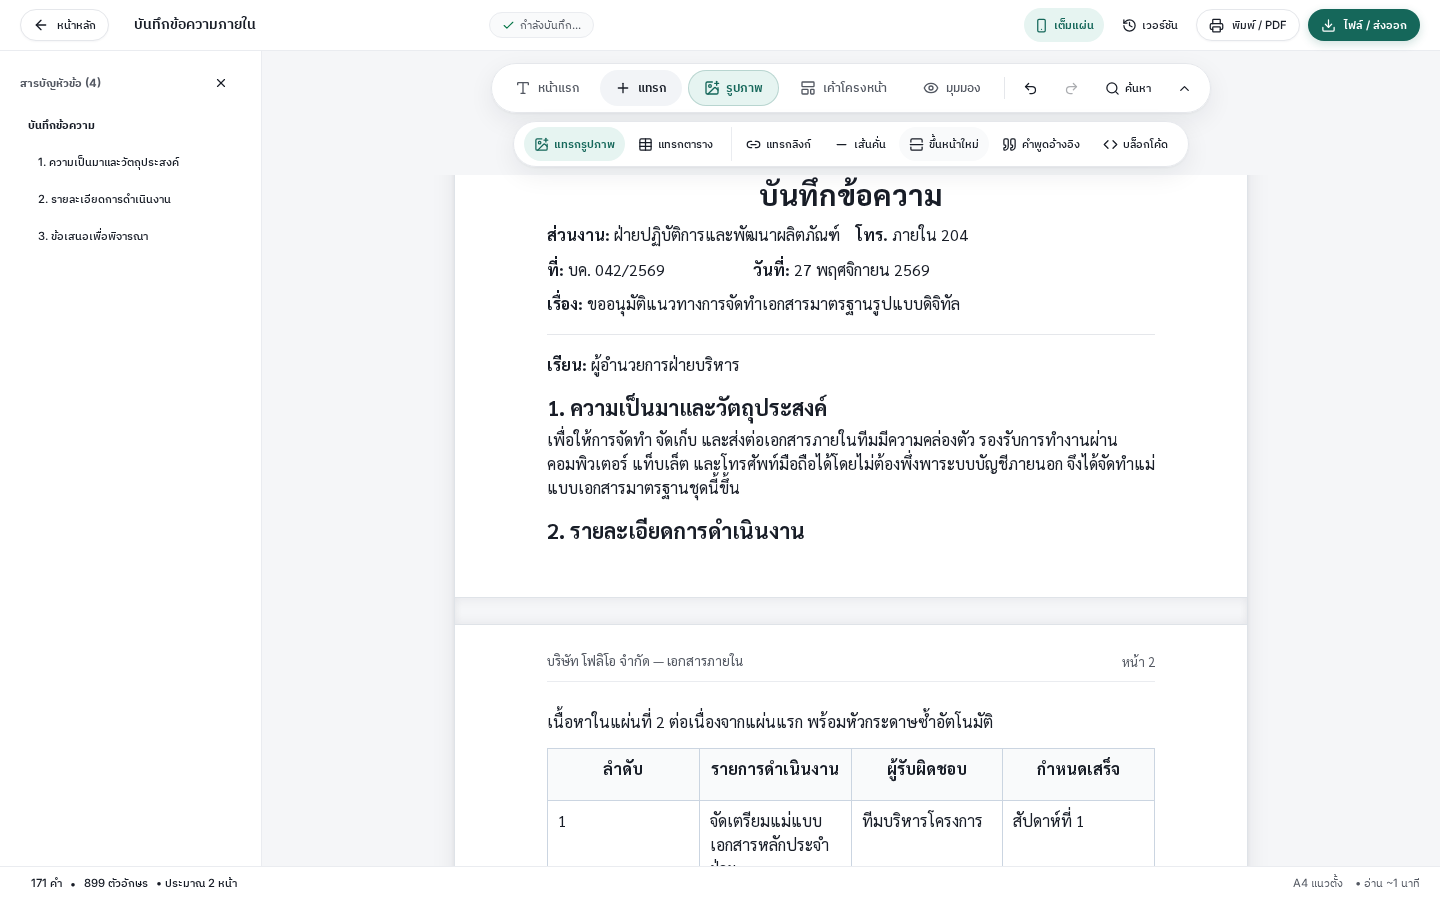 หน้าหลัก
บันทึกข้อความภายใน
กำลังบันทึก...
เต็มแผ่น
เวอร์ชัน
พิมพ์ / PDF
ไฟล์ / ส่งออก
สารบัญหัวข้อ (4)
บันทึกข้อความ
1. ความเป็นมาและวัตถุประสงค์
2. รายละเอียดการดำเนินงาน
3. ข้อเสนอเพื่อพิจารณา
หน้าแรก
แทรก
รูปภาพ
เค้าโครงหน้า
มุมมอง
ค้นหา
แทรกรูปภาพ
แทรกตาราง
แทรกลิงก์
เส้นคั่น
ขึ้นหน้าใหม่
คำพูดอ้างอิง
บล็อกโค้ด
บันทึกข้อความ
ส่วนงาน: ฝ่ายปฏิบัติการและพัฒนาผลิตภัณฑ์ โทร. ภายใน 204
ที่: บค. 042/2569 วันที่: 27 พฤศจิกายน 2569
เรื่อง: ขออนุมัติแนวทางการจัดทำเอกสารมาตรฐานรูปแบบดิจิทัล
เรียน: ผู้อำนวยการฝ่ายบริหาร
1. ความเป็นมาและวัตถุประสงค์
เพื่อให้การจัดทำ จัดเก็บ และส่งต่อเอกสารภายในทีมมีความคล่องตัว รองรับการทำงานผ่าน
คอมพิวเตอร์ แท็บเล็ต และโทรศัพท์มือถือได้โดยไม่ต้องพึ่งพาระบบบัญชีภายนอก จึงได้จัดทำแม่
แบบเอกสารมาตรฐานชุดนี้ขึ้น
2. รายละเอียดการดำเนินงาน
บริษัท โฟลิโอ จำกัด — เอกสารภายใน
หน้า 2
เนื้อหาในแผ่นที่ 2 ต่อเนื่องจากแผ่นแรก พร้อมหัวกระดาษซ้ำอัตโนมัติ
ลำดับ
รายการดำเนินงาน
ผู้รับผิดชอบ
กำหนดเสร็จ
1
จัดเตรียมแม่แบบ
เอกสารหลักประจำ
ทีมบริหารโครงการ
สัปดาห์ที่ 1
171 คำ • 899 ตัวอักษร • ประมาณ 2 หน้า
A4 แนวตั้ง • อ่าน ~1 นาที